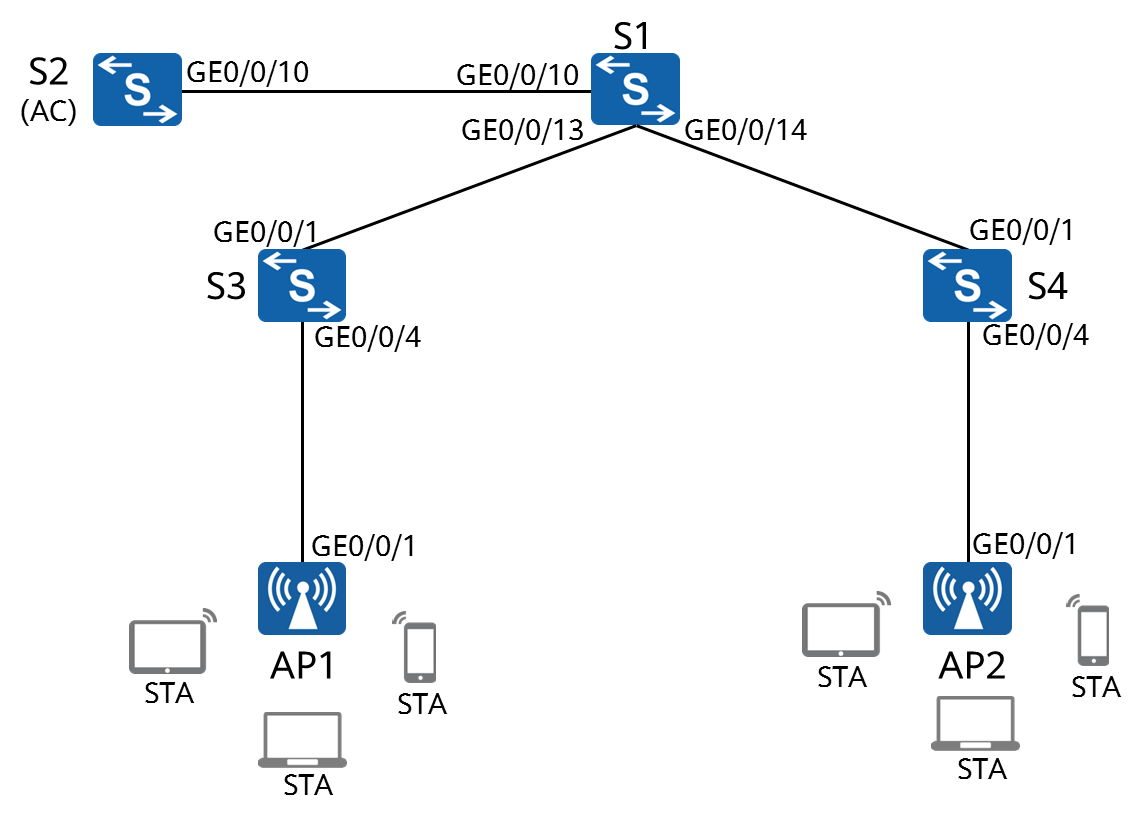 S1
S2
(AC)
S
GE0/0/10
GE0/0/10
S
GE0/0/13
GE0/0/14
GE0/0/1
GE0/0/1
S3
S
S
S4
GE0/0/4
GE0/0/4
GE0/0/1
GE0/0/1
AP1
AP2
STA
STA
STA
STA
STA
STA